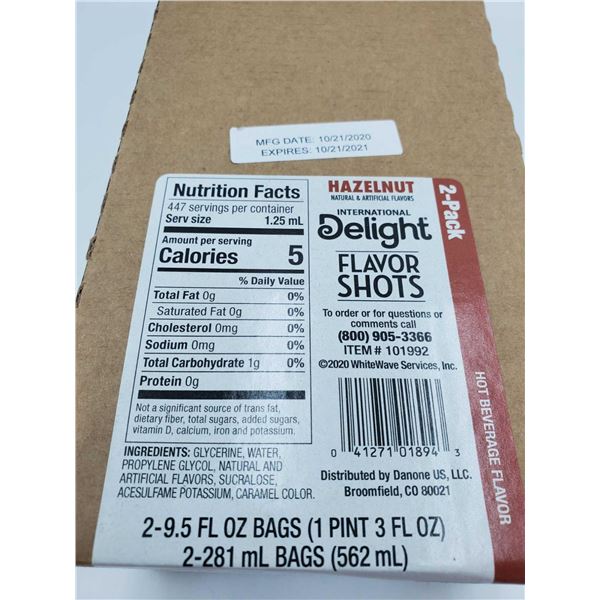 MFG DATE: 10/21/2020
EXPIRES: 10/21/2021
Nutrition Facts
447 servings per container
Serv size 1.25 mL
Amount per serving
Calories 5
% Daily Value
Total Fat 0g 0%
Saturated Fat 0g 0%
Cholesterol 0mg 0%
Sodium 0mg 0%
Total Carbohydrate 1g 0%
Protein 0g
Not a significant source of trans fat,
dietary fiber, total sugars, added sugars,
vitamin D, calcium, iron and potassium.
INGREDIENTS: GLYCERINE, WATER,
PROPYLENE GLYCOL, NATURAL AND
ARTIFICIAL FLAVORS, SUCRALOSE,
ACESULFAME POTASSIUM, CARAMEL COLOR.
HAZELNUT
NATURAL & ARTIFICIAL FLAVORS
INTERNATIONAL
Delight
FLAVOR
SHOTS
To order or for questions or
comments call
(800) 905-3366
ITEM # 101992
©2020 WhiteWave Services, Inc.
0 41271 01894 3
Distributed by Danone US, LLC.
Broomfield, CO 80021
2-Pack
HOT BEVERAGE FLAVOR
2-9.5 FL OZ BAGS (1 PINT 3 FL OZ)
2-281 mL BAGS (562 mL)